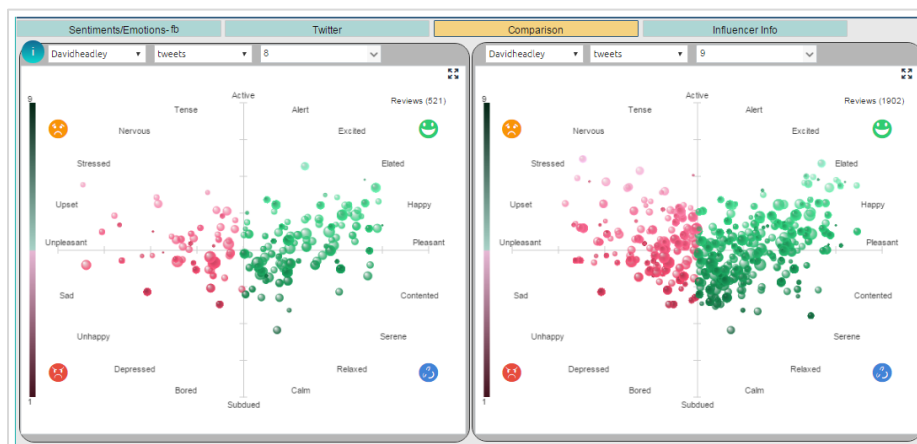 Sentiments/Emotions-fb
Twitter
Comparison
Influencer Info
i
Davidheadley
tweets
8
9
Active
Reviews (521)
Tense
Alert
Nervous
Excited
Stressed
Elated
Upset
Happy
Unpleasant
Pleasant
Sad
Contented
Unhappy
Serene
Depressed
Relaxed
Bored
Calm
Subdued
1
Davidheadley
tweets
9
9
Active
Reviews (1902)
Tense
Alert
Nervous
Excited
Stressed
Elated
Upset
Happy
Unpleasant
Pleasant
Sad
Contented
Unhappy
Serene
Depressed
Relaxed
Bored
Calm
Subdued
1